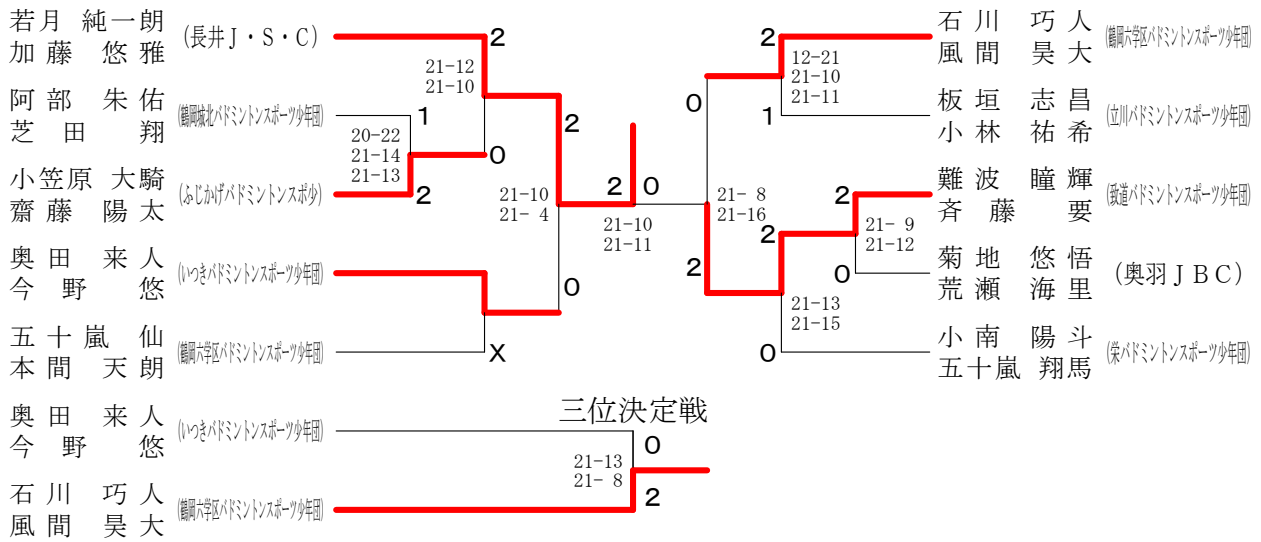 若月 純一朗
加藤 悠雅
(長井J・S・C)
阿部 朱佑
芝田 翔
(鶴岡城北バドミントンスポーツ少年団)
小笠原 大騎
齋藤 陽太
(ふじかげバドミントンスポ少)
奥田 来人
今野 悠
(いつきバドミントンスポーツ少年団)
五十嵐 仙
本間 天朗
(鶴岡六学区バドミントンスポーツ少年団)
2
21-12
21-10
1
20-22
21-14
21-13
0
2
2
21-10
21- 4
0
X
2 0
21-10
21-11
石川 巧人
風間 昊大
(鶴岡六学区バドミントンスポーツ少年団)
板垣 志昌
小林 祐希
(立川バドミントンスポーツ少年団)
難波 瞳輝
斉藤 要
(致道バドミントンスポーツ少年団)
菊地 悠悟
荒瀬 海里
(奥羽JBC)
小南 陽斗
五十嵐 翔馬
(栄バドミントンスポーツ少年団)
2
12-21
21-10
21-11
0
1
21- 8
21-16
2
2
21- 9
21-12
2
0
21-13
21-15
0
三位決定戦
奥田 来人
今野 悠
(いつきバドミントンスポーツ少年団)
石川 巧人
風間 昊大
(鶴岡六学区バドミントンスポーツ少年団)
0
21-13
21- 8
2